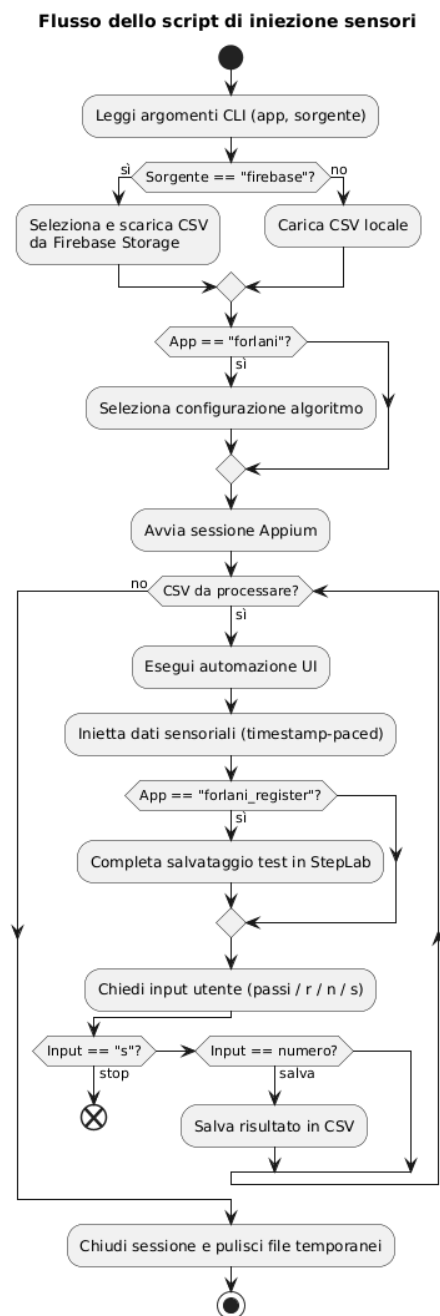 Flusso dello script di iniezione sensori
Leggi argomenti CLI (app, sorgente)
sì
Sorgente == "firebase"?
no
Seleziona e scarica CSV
da Firebase Storage
Carica CSV locale
App == "forlani"?
sì
Seleziona configurazione algoritmo
Avvia sessione Appium
no
CSV da processare?
sì
Esegui automazione UI
Inietta dati sensoriali (timestamp-paced)
App == "forlani_register"?
sì
Completa salvataggio test in StepLab
Chiedi input utente (passi / r / n / s)
Input == "s"?
Input == numero?
stop
salva
Salva risultato in CSV
Chiudi sessione e pulisci file temporanei